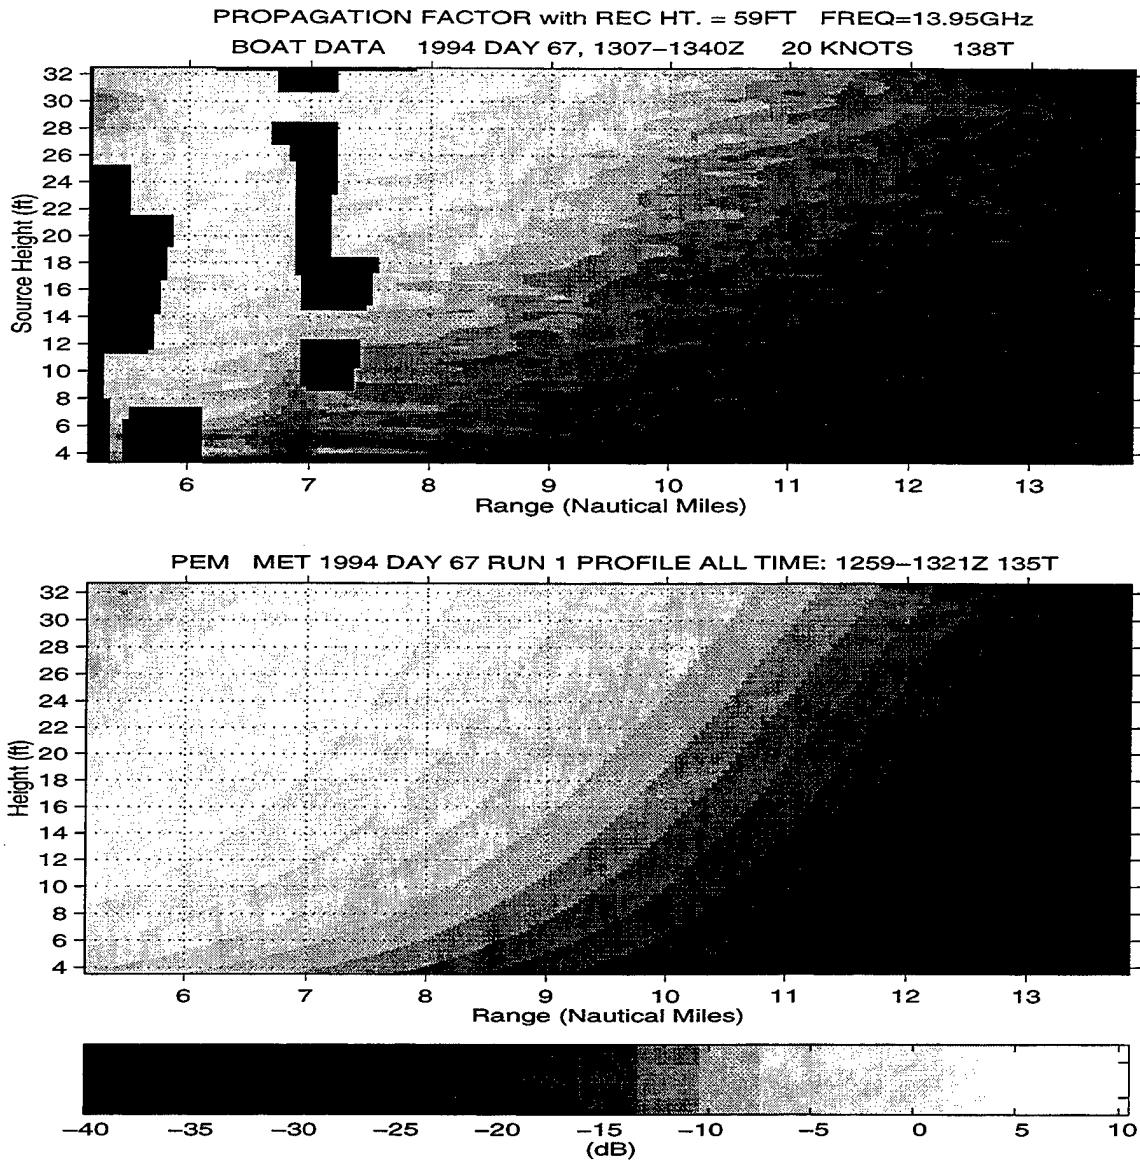 PROPAGATION FACTOR with REC HT. = 59FT FREQ=13.95GHz
BOAT DATA 1994 DAY 67, 1307–1340Z 20 KNOTS 138T
Source Height (ft)
32
30
28
26
24
22
20
18
16
14
12
10
8
6
4
6 7 8 9 10 11 12 13
Range (Nautical Miles)
PEM MET 1994 DAY 67 RUN 1 PROFILE ALL TIME: 1259–1321Z 135T
Height (ft)
32
30
28
26
24
22
20
18
16
14
12
10
8
6
4
6 7 8 9 10 11 12 13
Range (Nautical Miles)
–40 –35 –30 –25 –20 –15 –10 –5 0 5 10
(dB)